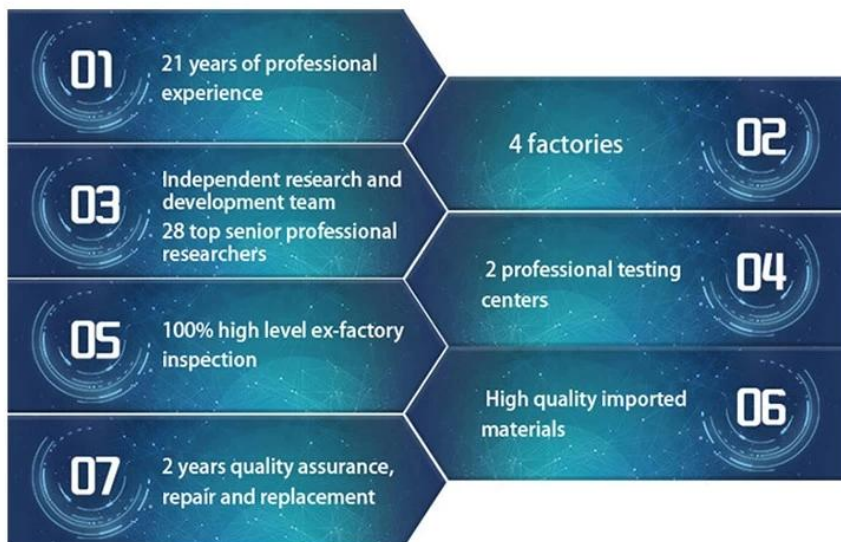 01
21 years of professional
experience
02
4 factories
03
Independent research and
development team
28 top senior professional
researchers
04
2 professional testing
centers
05
100% high level ex-factory
inspection
06
High quality imported
materials
07
2 years quality assurance,
repair and replacement